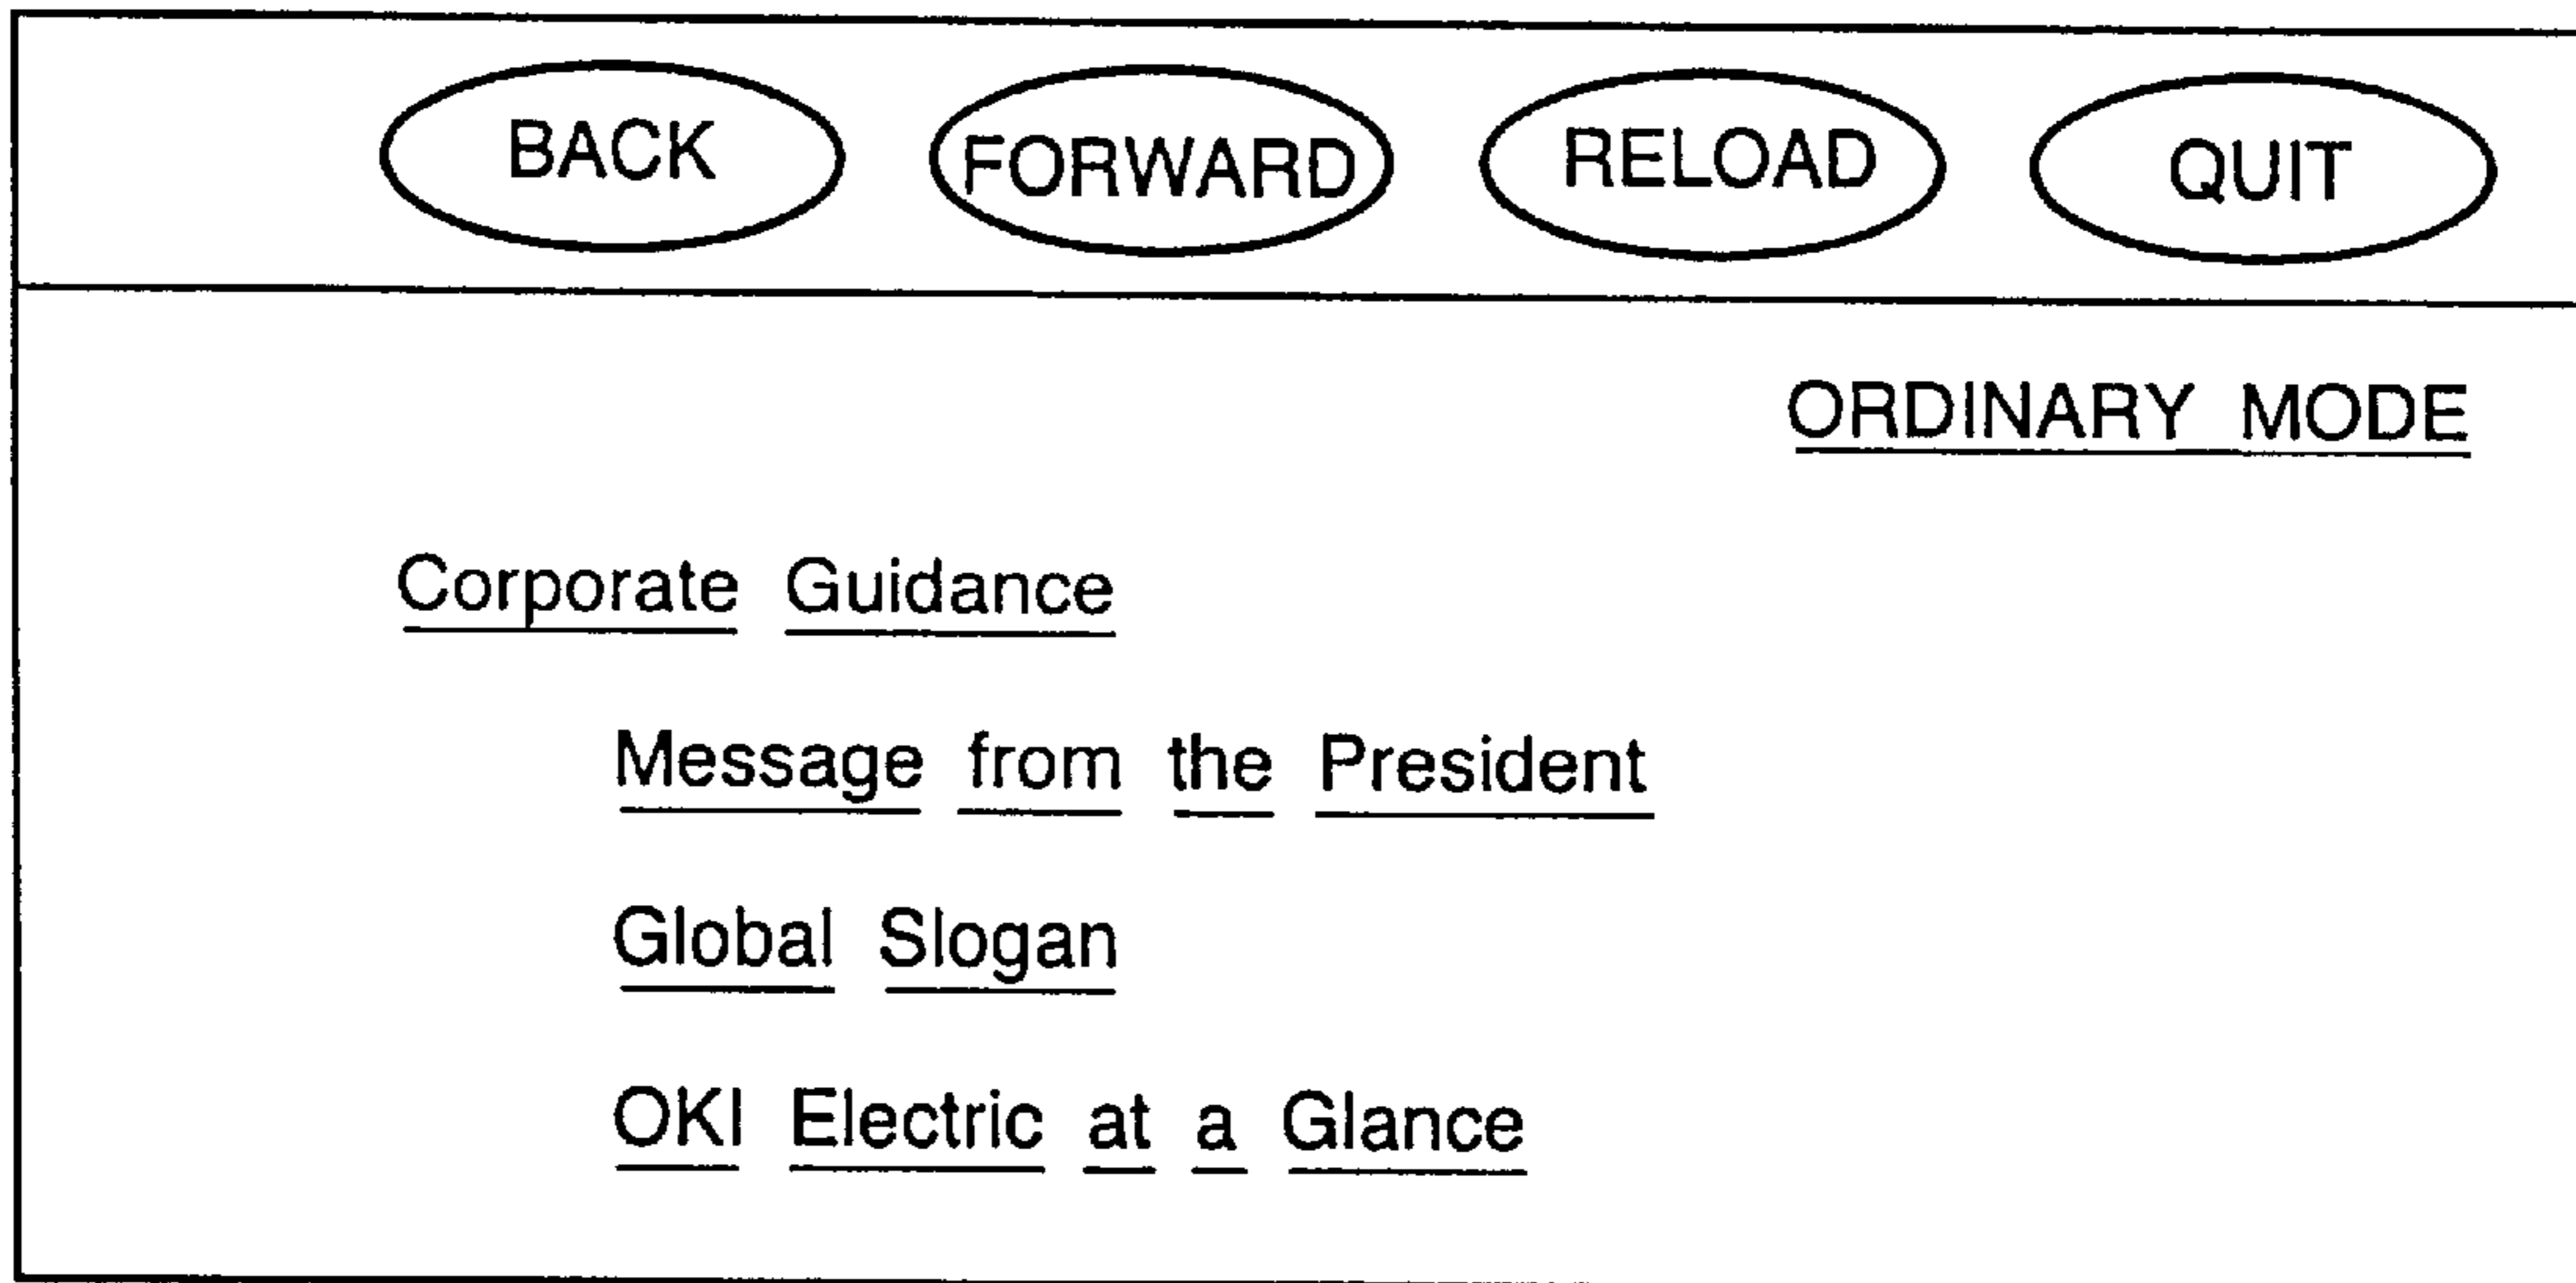 BACK FORWARD RELOAD QUIT
ORDINARY MODE
Corporate Guidance
Message from the President
Global Slogan
OKI Electric at a Glance